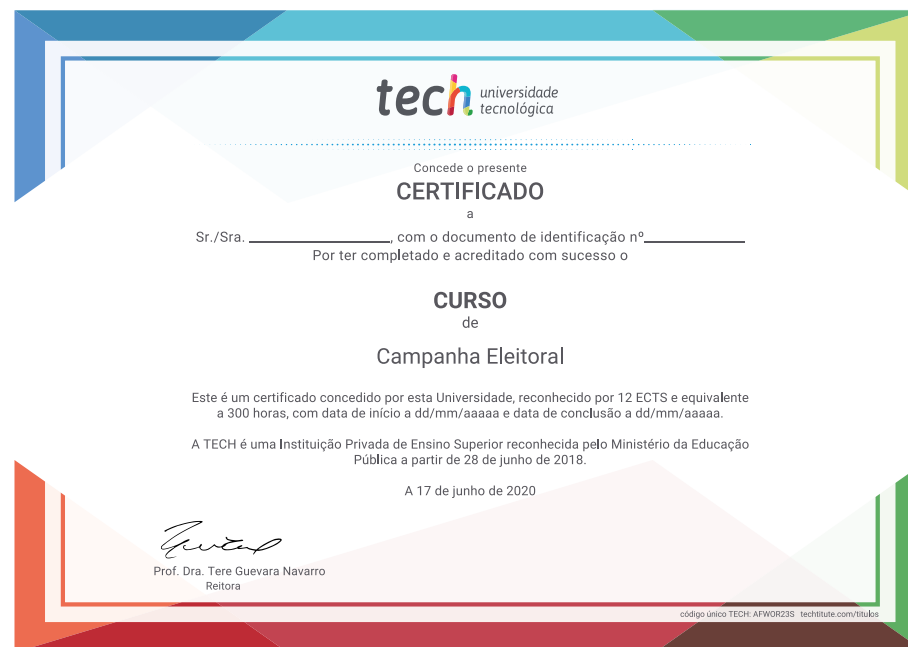 tech universidade
tecnológica
Concede o presente
CERTIFICADO
a
Sr./Sra. , com o documento de identificação nº
Por ter completado e acreditado com sucesso o
CURSO
de
Campanha Eleitoral
Este é um certificado concedido por esta Universidade, reconhecido por 12 ECTS e equivalente
a 300 horas, com data de início a dd/mm/aaaaa e data de conclusão a dd/mm/aaaaa.
A TECH é uma Instituição Privada de Ensino Superior reconhecida pelo Ministério da Educação
Pública a partir de 28 de junho de 2018.
A 17 de junho de 2020
Prof. Dra. Tere Guevara Navarro
Reitora
código único TECH: AFWOR23S techtitute.com/titulos